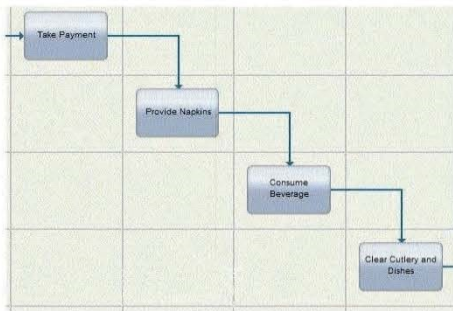 Take Payment
Provide Napkins
Consume
Beverage
Clear Cutlery and
Dishes